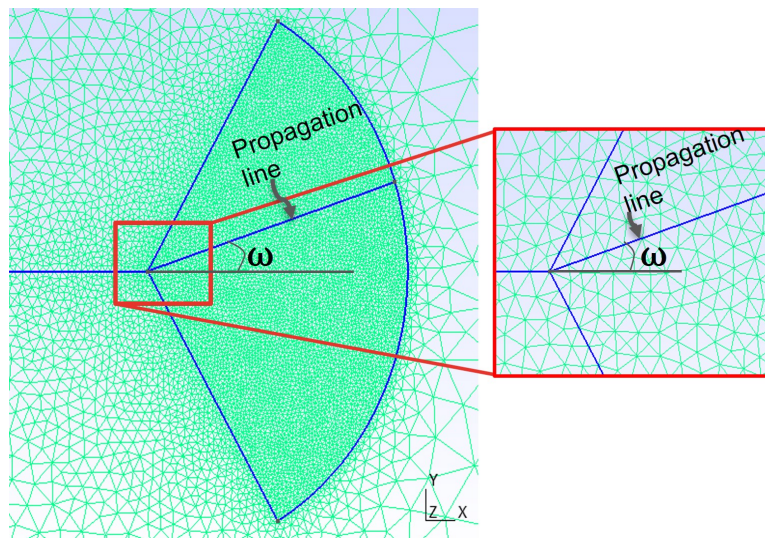 Propagation
line
ω
Y
Z X
Propagation
line
ω